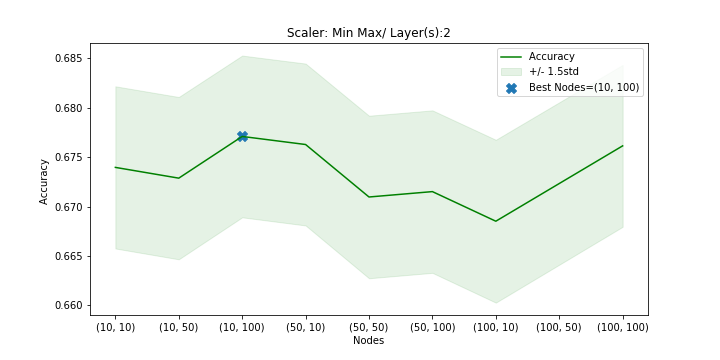 Scaler: Min Max/ Layer(s):2
Accuracy
+/- 1.5std
Best Nodes=(10, 100)
Accuracy
0.685
0.680
0.675
0.670
0.665
0.660
(10, 10) (10, 50) (10, 100) (50, 10) (50, 50) (50, 100) (100, 10) (100, 50) (100, 100)
Nodes